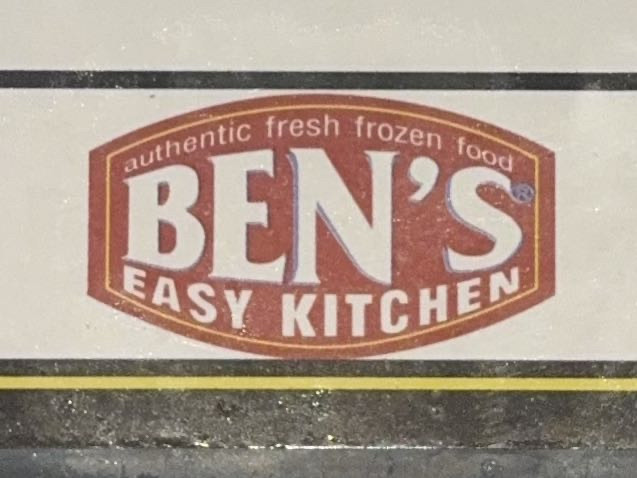 authentic fresh frozen food
BEN'S®
EASY KITCHEN